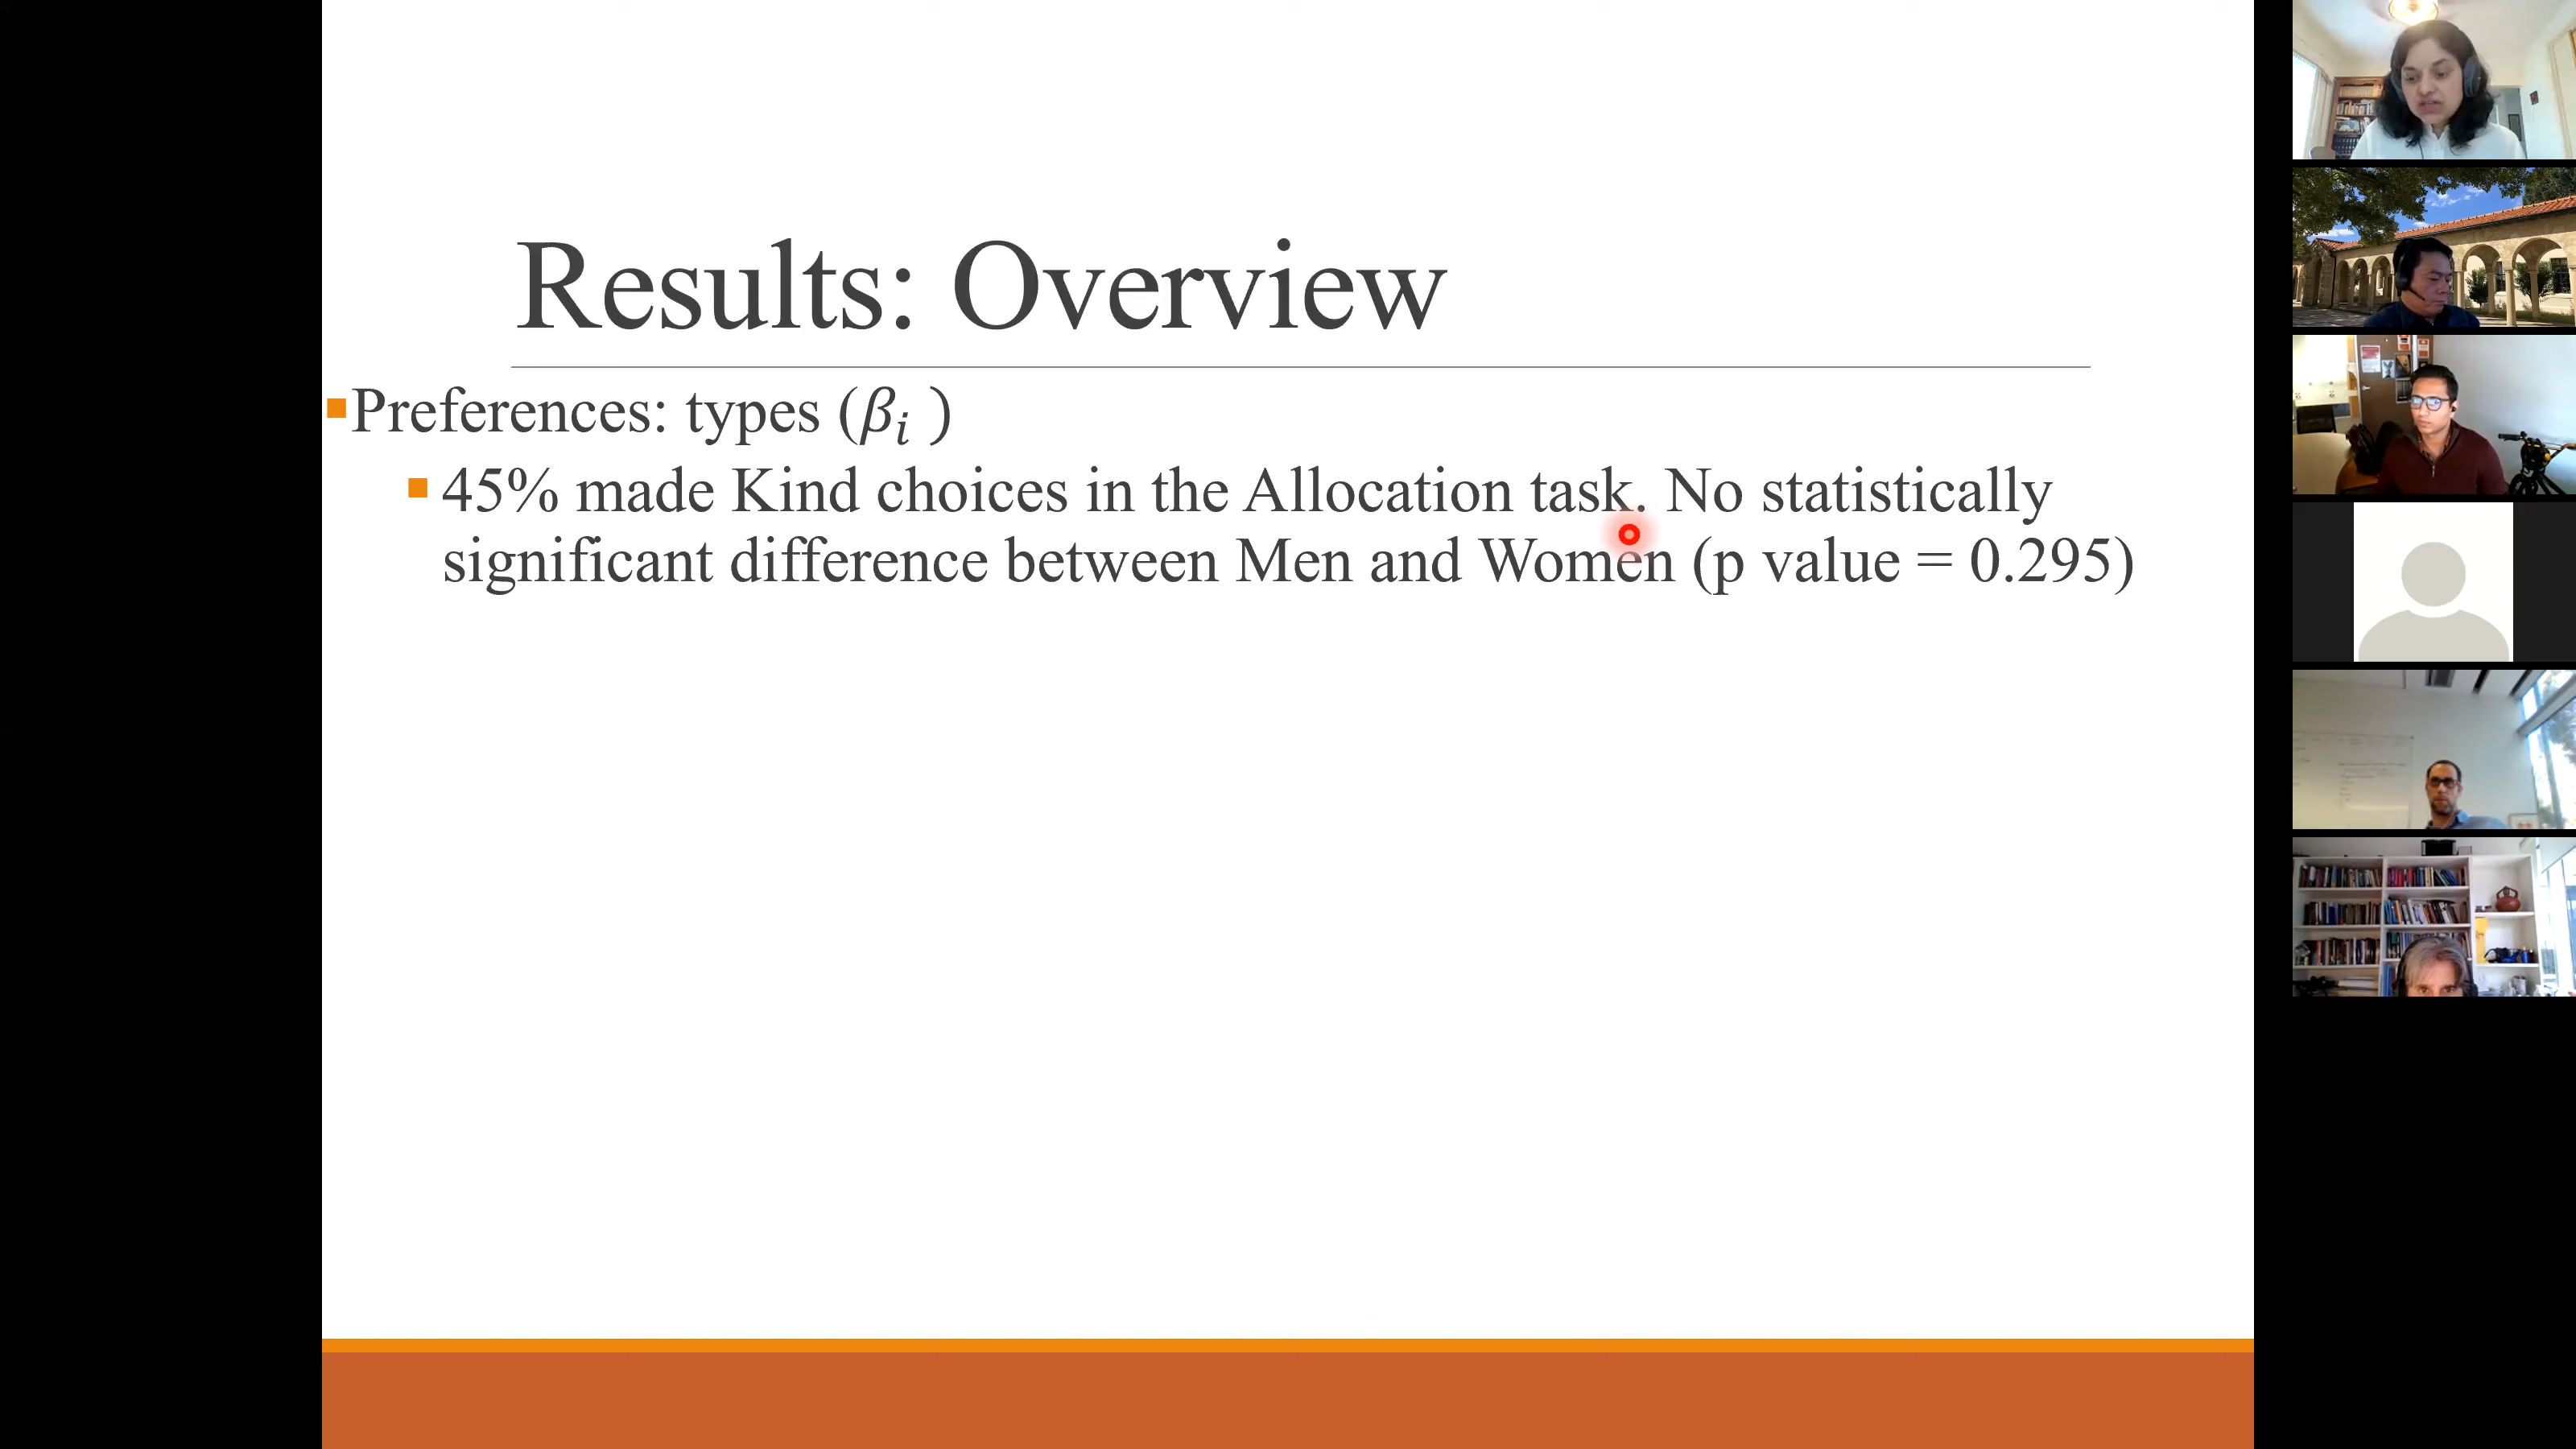 Results: Overview
Preferences: types (𝛽ᵢ )
45% made Kind choices in the Allocation task. No statistically
significant difference between Men and Women (p value = 0.295)